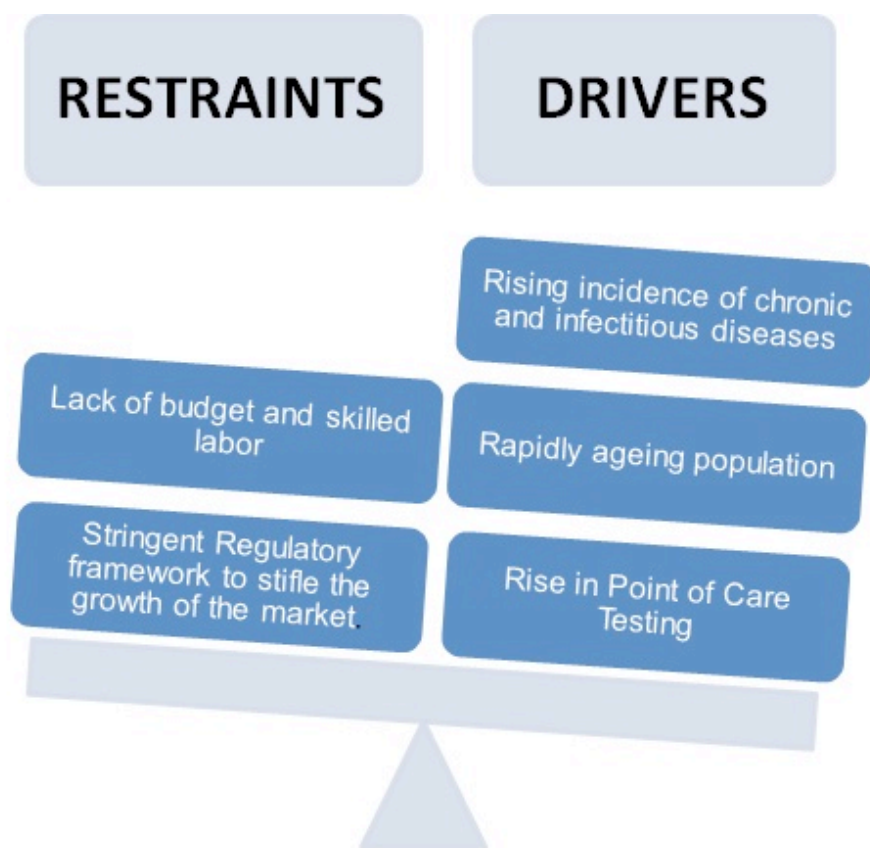 RESTRAINTS
DRIVERS
Rising incidence of chronic
and infectitious diseases
Lack of budget and skilled
labor
Rapidly ageing population
Stringent Regulatory
framework to stifle the
growth of the market.
Rise in Point of Care
Testing